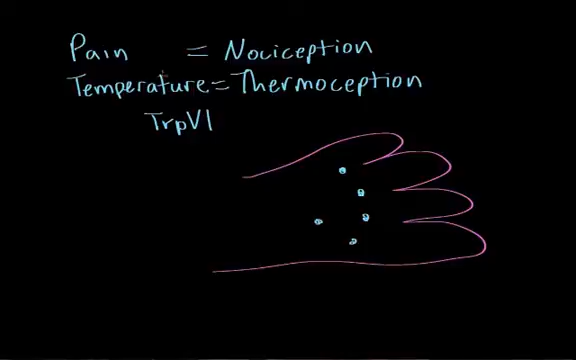 Pain = Nociception
Temperature = Thermoception
TrpV1